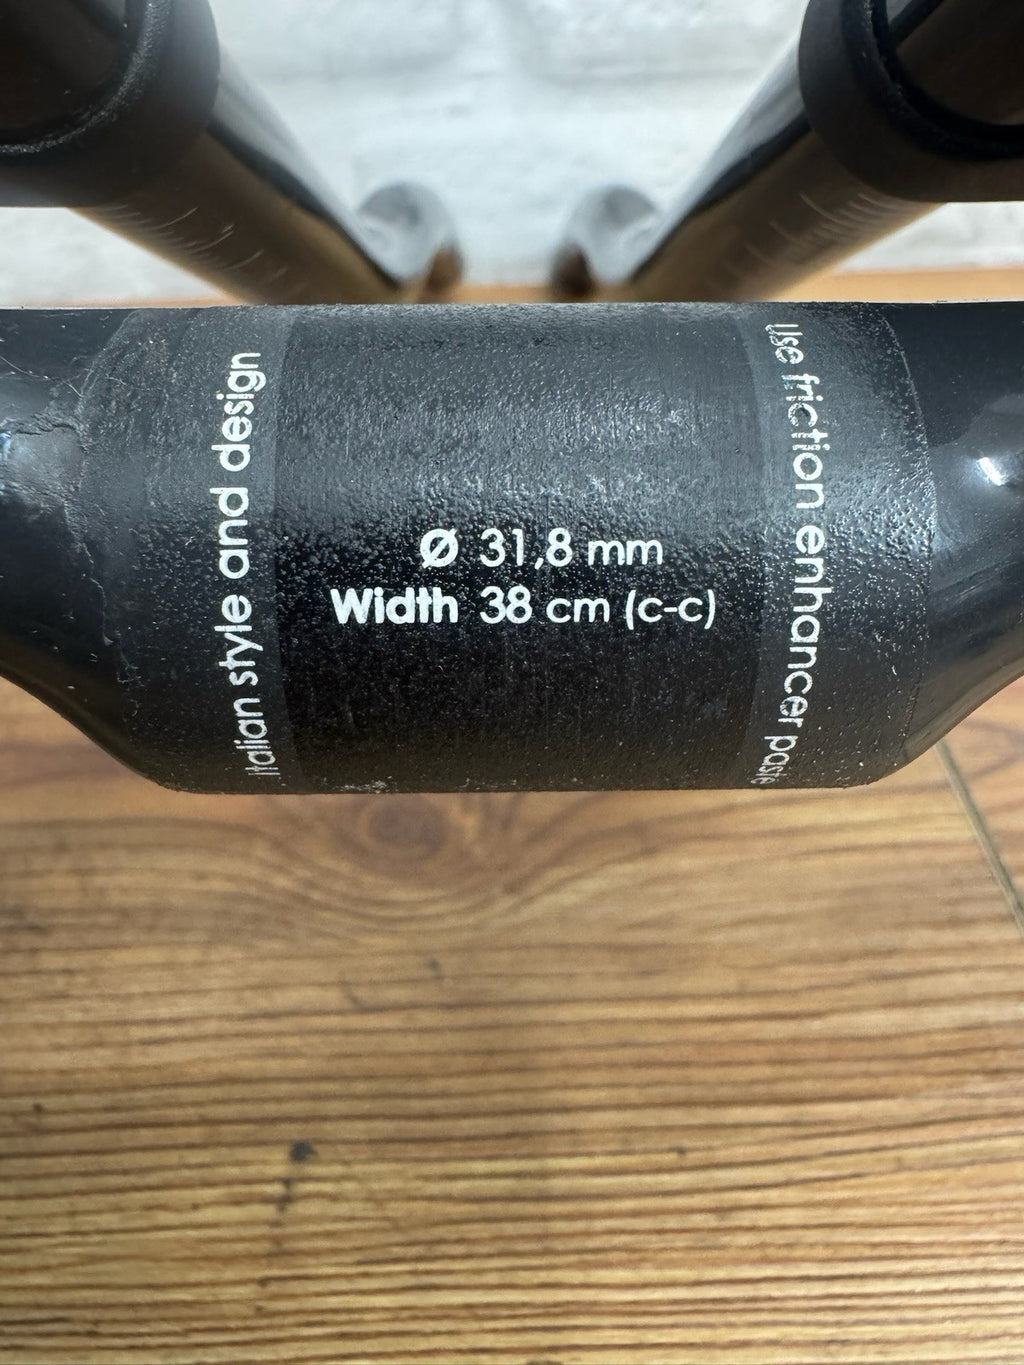 Italian style and design
Ø 31,8 mm
Width 38 cm (c-c)
Use friction enhancer paste